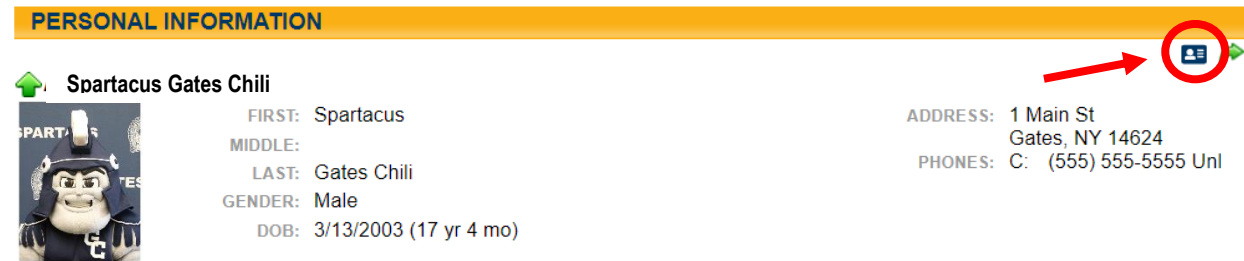 PERSONAL INFORMATION
Spartacus Gates Chili
FIRST: Spartacus
MIDDLE:
LAST: Gates Chili
GENDER: Male
DOB: 3/13/2003 (17 yr 4 mo)
ADDRESS: 1 Main St
Gates, NY 14624
PHONES: C: (555) 555-5555 Unl
GC